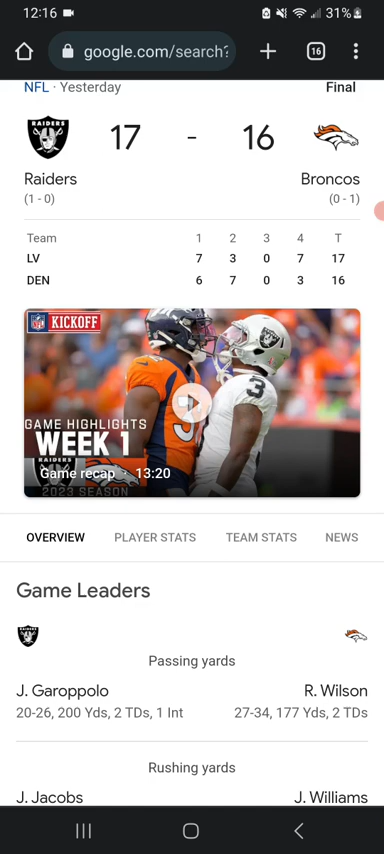 12:16 31%
google.com/search? 16
NFL · Yesterday Final
RAIDERS
17 - 16
Raiders Broncos
(1 - 0) (0 - 1)
Team 1 2 3 4 T
LV 7 3 0 7 17
DEN 6 7 0 3 16
NFL KICKOFF
3
GAME HIGHLIGHTS
WEEK 1
RAIDERS
Game recap · 13:20
2023 SEASON
OVERVIEW PLAYER STATS TEAM STATS NEWS
Game Leaders
Passing yards
J. Garoppolo R. Wilson
20-26, 200 Yds, 2 TDs, 1 Int 27-34, 177 Yds, 2 TDs
Rushing yards
J. Jacobs J. Williams